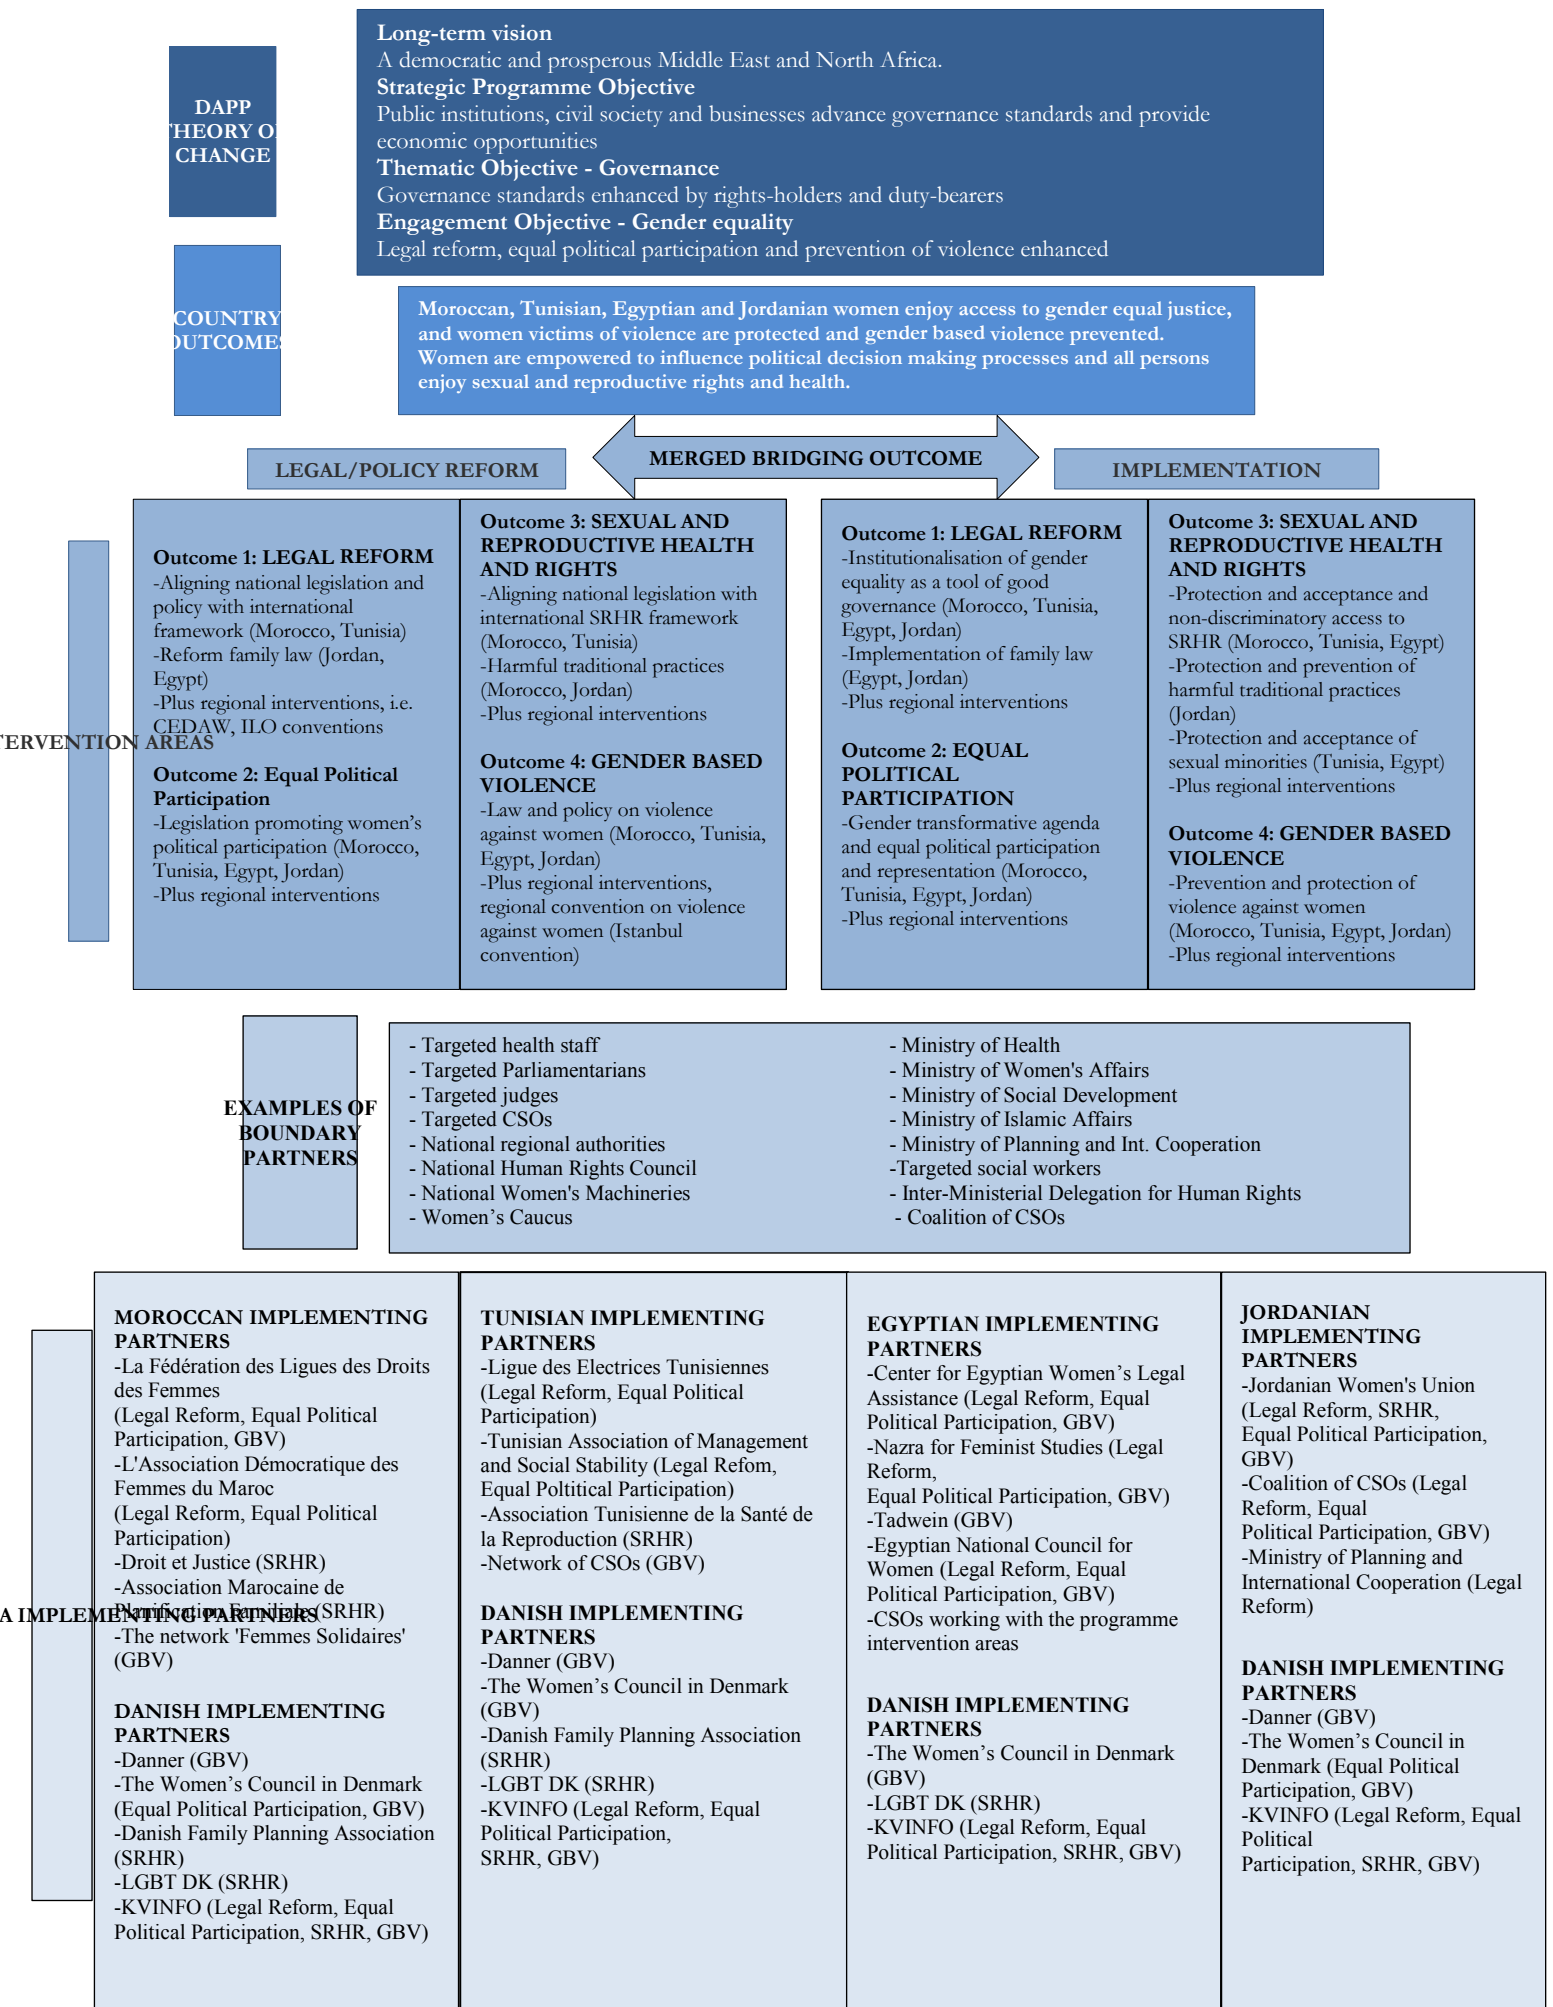 Long-term vision
A democratic and prosperous Middle East and North Africa.
Strategic Programme Objective
Public institutions, civil society and businesses advance governance standards and provide
economic opportunities
Thematic Objective - Governance
Governance standards enhanced by rights-holders and duty-bearers
Engagement Objective - Gender equality
Legal reform, equal political participation and prevention of violence enhanced
DAPP
THEORY OF
CHANGE
COUNTRY
OUTCOMES
Moroccan, Tunisian, Egyptian and Jordanian women enjoy access to gender equal justice,
and women victims of violence are protected and gender based violence prevented.
Women are empowered to influence political decision making processes and all persons
enjoy sexual and reproductive rights and health.
LEGAL/POLICY REFORM
MERGED BRIDGING OUTCOME
IMPLEMENTATION
TERVENTION AREAS
Outcome 1: LEGAL REFORM
-Aligning national legislation and
policy with international
framework (Morocco, Tunisia)
-Reform family law (Jordan,
Egypt)
-Plus regional interventions, i.e.
CEDAW, ILO conventions
Outcome 2: Equal Political
Participation
-Legislation promoting women’s
political participation (Morocco,
Tunisia, Egypt, Jordan)
-Plus regional interventions
Outcome 3: SEXUAL AND
REPRODUCTIVE HEALTH
AND RIGHTS
-Aligning national legislation with
international SRHR framework
(Morocco, Tunisia)
-Harmful traditional practices
(Morocco, Jordan)
-Plus regional interventions
Outcome 4: GENDER BASED
VIOLENCE
-Law and policy on violence
against women (Morocco, Tunisia,
Egypt, Jordan)
-Plus regional interventions,
regional convention on violence
against women (Istanbul
convention)
Outcome 1: LEGAL REFORM
-Institutionalisation of gender
equality as a tool of good
governance (Morocco, Tunisia,
Egypt, Jordan)
-Implementation of family law
(Egypt, Jordan)
-Plus regional interventions
Outcome 2: EQUAL
POLITICAL
PARTICIPATION
-Gender transformative agenda
and equal political participation
and representation (Morocco,
Tunisia, Egypt, Jordan)
-Plus regional interventions
Outcome 3: SEXUAL AND
REPRODUCTIVE HEALTH
AND RIGHTS
-Protection and acceptance and
non-discriminatory access to
SRHR (Morocco, Tunisia, Egypt)
-Protection and prevention of
harmful traditional practices
(Jordan)
-Protection and acceptance of
sexual minorities (Tunisia, Egypt)
-Plus regional interventions
Outcome 4: GENDER BASED
VIOLENCE
-Prevention and protection of
violence against women
(Morocco, Tunisia, Egypt, Jordan)
-Plus regional interventions
EXAMPLES OF
BOUNDARY
PARTNERS
- Targeted health staff
- Targeted Parliamentarians
- Targeted judges
- Targeted CSOs
- National regional authorities
- National Human Rights Council
- National Women's Machineries
- Women’s Caucus
- Ministry of Health
- Ministry of Women's Affairs
- Ministry of Social Development
- Ministry of Islamic Affairs
- Ministry of Planning and Int. Cooperation
-Targeted social workers
- Inter-Ministerial Delegation for Human Rights
- Coalition of CSOs
A IMPLEMENTING PARTNERS
MOROCCAN IMPLEMENTING
PARTNERS
-La Fédération des Ligues des Droits
des Femmes
(Legal Reform, Equal Political
Participation, GBV)
-L'Association Démocratique des
Femmes du Maroc
(Legal Reform, Equal Political
Participation)
-Droit et Justice (SRHR)
-Association Marocaine de
Planification Familiale (SRHR)
-The network 'Femmes Solidaires'
(GBV)
DANISH IMPLEMENTING
PARTNERS
-Danner (GBV)
-The Women’s Council in Denmark
(Equal Political Participation, GBV)
-Danish Family Planning Association
(SRHR)
-LGBT DK (SRHR)
-KVINFO (Legal Reform, Equal
Political Participation, SRHR, GBV)
TUNISIAN IMPLEMENTING
PARTNERS
-Ligue des Electrices Tunisiennes
(Legal Reform, Equal Political
Participation)
-Tunisian Association of Management
and Social Stability (Legal Refom,
Equal Poltitical Participation)
-Association Tunisienne de la Santé de
la Reproduction (SRHR)
-Network of CSOs (GBV)
DANISH IMPLEMENTING
PARTNERS
-Danner (GBV)
-The Women’s Council in Denmark
(GBV)
-Danish Family Planning Association
(SRHR)
-LGBT DK (SRHR)
-KVINFO (Legal Reform, Equal
Political Participation,
SRHR, GBV)
EGYPTIAN IMPLEMENTING
PARTNERS
-Center for Egyptian Women’s Legal
Assistance (Legal Reform, Equal
Political Participation, GBV)
-Nazra for Feminist Studies (Legal
Reform,
Equal Political Participation, GBV)
-Tadwein (GBV)
-Egyptian National Council for
Women (Legal Reform, Equal
Political Participation, GBV)
-CSOs working with the programme
intervention areas
DANISH IMPLEMENTING
PARTNERS
-The Women’s Council in Denmark
(GBV)
-LGBT DK (SRHR)
-KVINFO (Legal Reform, Equal
Political Participation, SRHR, GBV)
JORDANIAN
IMPLEMENTING
PARTNERS
-Jordanian Women's Union
(Legal Reform, SRHR,
Equal Political Participation,
GBV)
-Coalition of CSOs (Legal
Reform, Equal
Political Participation, GBV)
-Ministry of Planning and
International Cooperation (Legal
Reform)
DANISH IMPLEMENTING
PARTNERS
-Danner (GBV)
-The Women’s Council in
Denmark (Equal Political
Participation, GBV)
-KVINFO (Legal Reform, Equal
Political
Participation, SRHR, GBV)